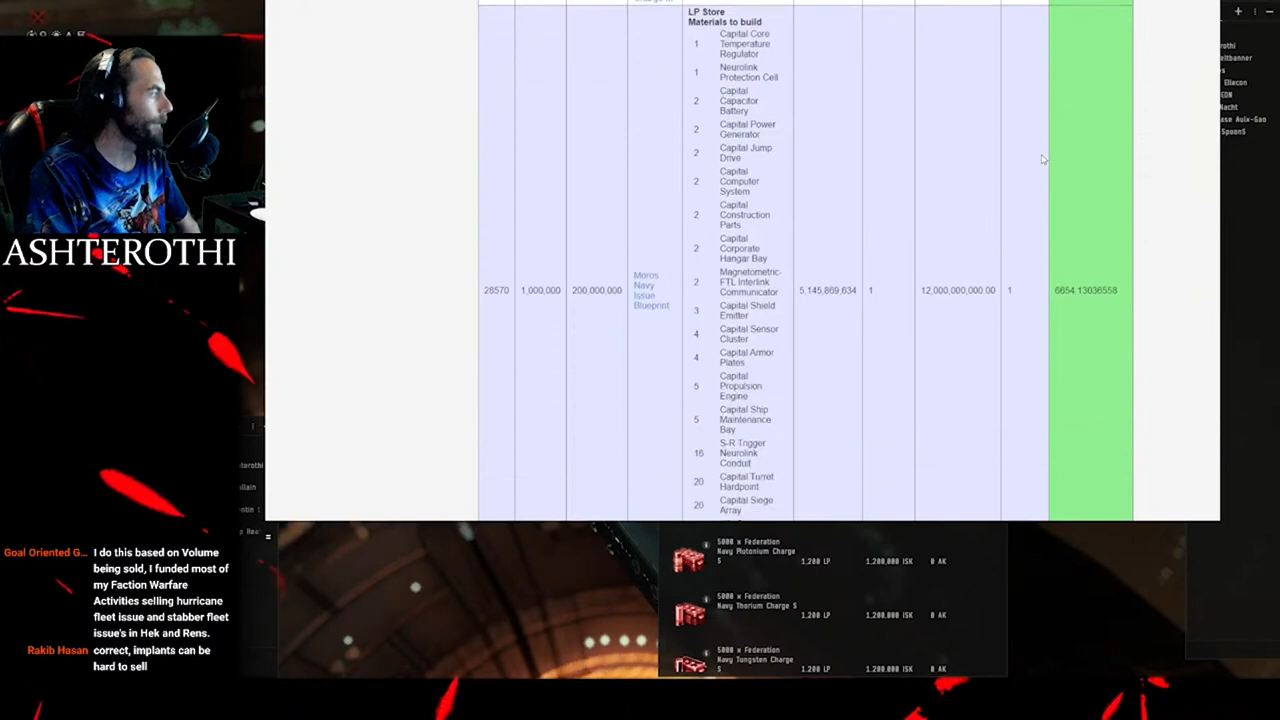 LP Store
Materials to build
1 Capital Core
Temperature
Regulator
1 Neurolink
Protection Cell
2 Capital
Capacitor
Battery
2 Capital Power
Generator
2 Capital Jump
Drive
2 Capital
Computer
System
2 Capital
Construction
Parts
2 Capital
Corporate
Hangar Bay
2 Magnetometric-
FTL Interlink
Communicator
3 Capital Shield
Emitter
4 Capital Sensor
Cluster
4 Capital Armor
Plates
5 Capital
Propulsion
Engine
5 Capital Ship
Maintenance
Bay
16 S-R Trigger
Neurolink
Conduit
20 Capital Turret
Hardpoint
20 Capital Siege
Array
28570 1,000,000 200,000,000
Moros
Navy
Issue
Blueprint
5,145,869,634 1 12,000,000,000.00 1 6654.13036558
ASHTEROTHI
Goal Oriented G... I do this based on Volume
being sold, I funded most of
my Faction Warfare
Activities selling hurricane
fleet issue and stabber fleet
issue's in Hek and Rens.
Rakib Hasan correct, implants can be
hard to sell
5000 x Federation
Navy Plutonium Charge
S 1,200 LP 1,200,000 ISK 0 AK
5000 x Federation
Navy Thorium Charge S
1,200 LP 1,200,000 ISK 0 AK
5000 x Federation
Navy Tungsten Charge
S 1,200 LP 1,200,000 ISK 0 AK